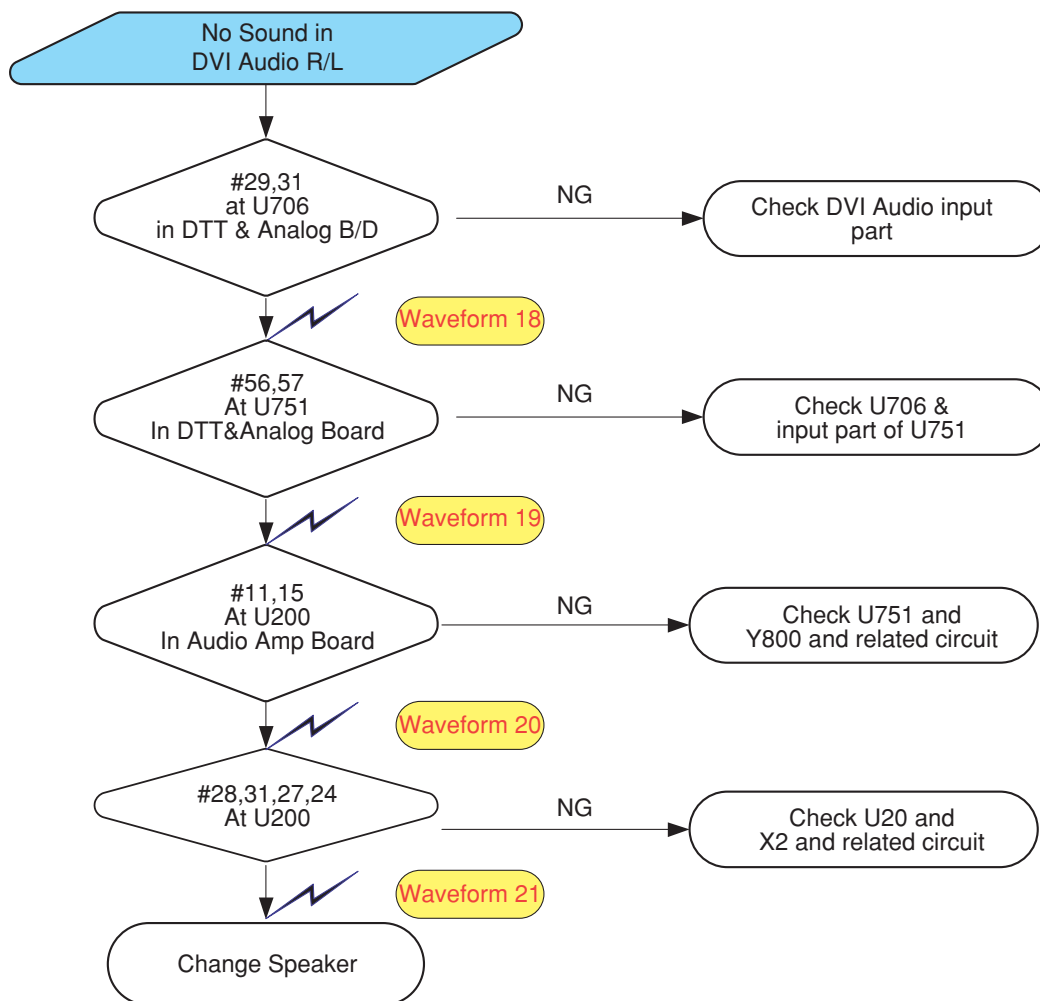 No Sound in
DVI Audio R/L
#29,31
at U706
in DTT & Analog B/D
NG
Check DVI Audio input
part
Waveform 18
#56,57
At U751
In DTT&Analog Board
NG
Check U706 &
input part of U751
Waveform 19
#11,15
At U200
In Audio Amp Board
NG
Check U751 and
Y800 and related circuit
Waveform 20
#28,31,27,24
At U200
NG
Check U20 and
X2 and related circuit
Waveform 21
Change Speaker